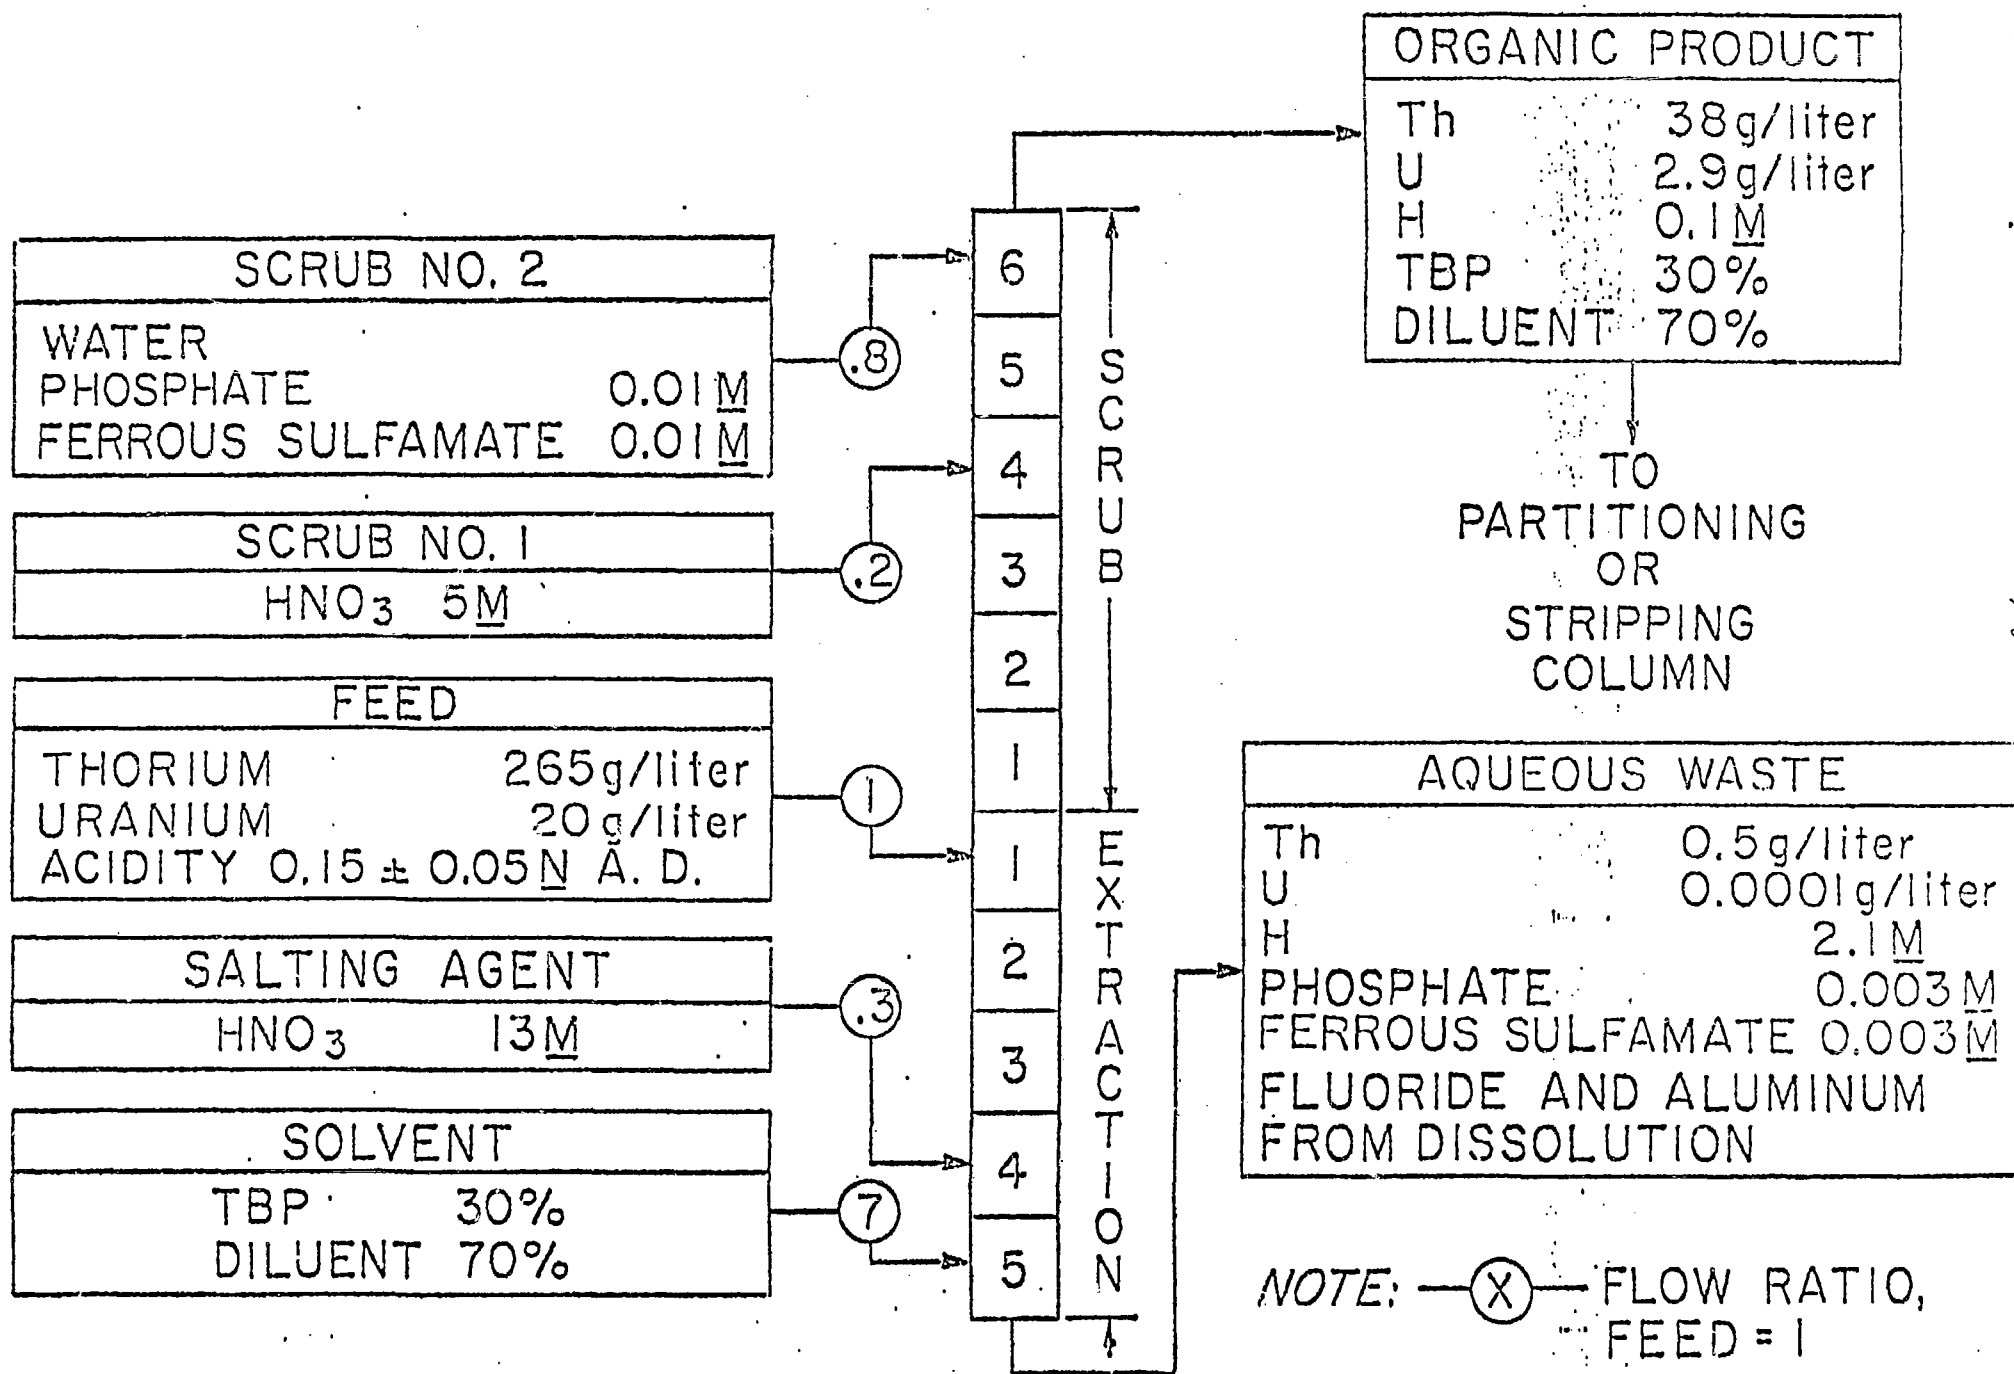 ORGANIC PRODUCT
Th 38g/liter
U 2.9g/liter
H 0.1M
TBP 30%
DILUENT 70%
TO
PARTITIONING
OR
STRIPPING
COLUMN
SCRUB NO. 2
WATER
PHOSPHATE 0.01M
FERROUS SULFAMATE 0.01M
.8
SCRUB NO. 1
HNO3 5M
.2
FEED
THORIUM 265g/liter
URANIUM 20g/liter
ACIDITY 0.15 ± 0.05N A. D.
1
SALTING AGENT
HNO3 13M
.3
SOLVENT
TBP 30%
DILUENT 70%
7
6
5
4
3
2
1
1
2
3
4
5
SCRUB
EXTRACTION
AQUEOUS WASTE
Th 0.5g/liter
U 0.0001g/liter
H 2.1M
PHOSPHATE 0.003M
FERROUS SULFAMATE 0.003M
FLUORIDE AND ALUMINUM
FROM DISSOLUTION
NOTE: X FLOW RATIO,
FEED = 1